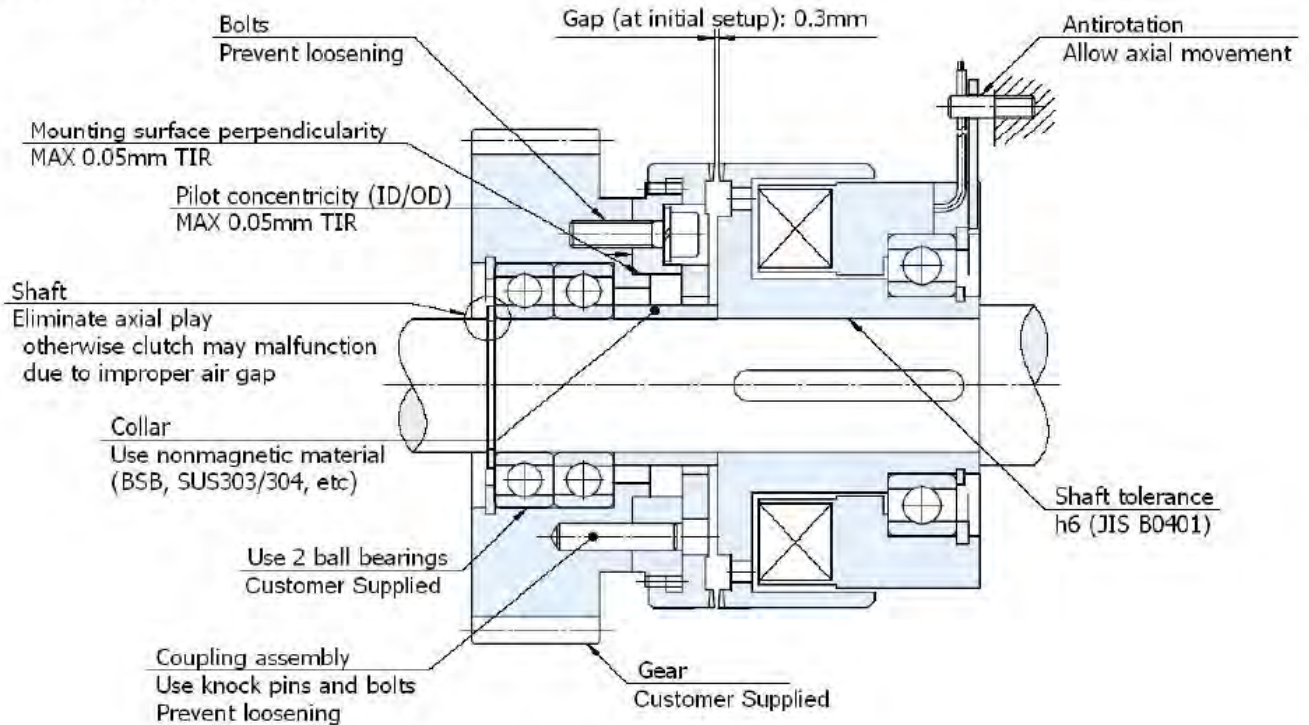 Bolts
Prevent loosening
Gap (at initial setup): 0.3mm
Antirotation
Allow axial movement
Mounting surface perpendicularity
MAX 0.05mm TIR
Pilot concentricity (ID/OD)
MAX 0.05mm TIR
Shaft
Eliminate axial play
otherwise clutch may malfunction
due to improper air gap
Collar
Use nonmagnetic material
(BSB, SUS303/304, etc)
Shaft tolerance
h6 (JIS B0401)
Use 2 ball bearings
Customer Supplied
Coupling assembly
Use knock pins and bolts
Prevent loosening
Gear
Customer Supplied